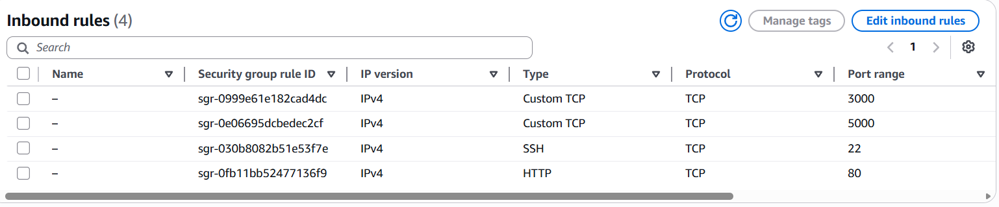 Inbound rules (4)
Manage tags
Edit inbound rules
Search
1
Name Security group rule ID IP version Type Protocol Port range
– sgr-0999e61e182cad4dc IPv4 Custom TCP TCP 3000
– sgr-0e06695dcbedec2cf IPv4 Custom TCP TCP 5000
– sgr-030b8082b51e53f7e IPv4 SSH TCP 22
– sgr-0fb11bb52477136f9 IPv4 HTTP TCP 80